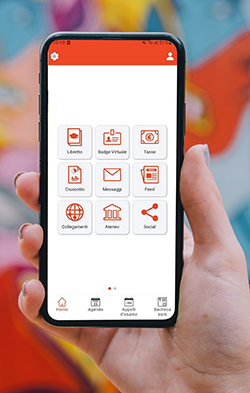 Libretto
Badge Virtuale
Tasse
Cruscotto
Messaggi
Feed
Collegamenti
Ateneo
Social
Home
Agenda
Appelli d'esame
Bacheca esiti